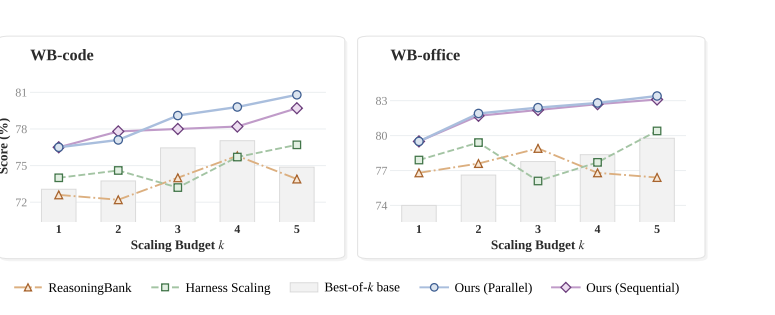 WB-code
81
78
75
72
Score (%)
1 2 3 4 5
Scaling Budget k
WB-office
83
80
77
74
1 2 3 4 5
Scaling Budget k
ReasoningBank
Harness Scaling
Best-of-k base
Ours (Parallel)
Ours (Sequential)